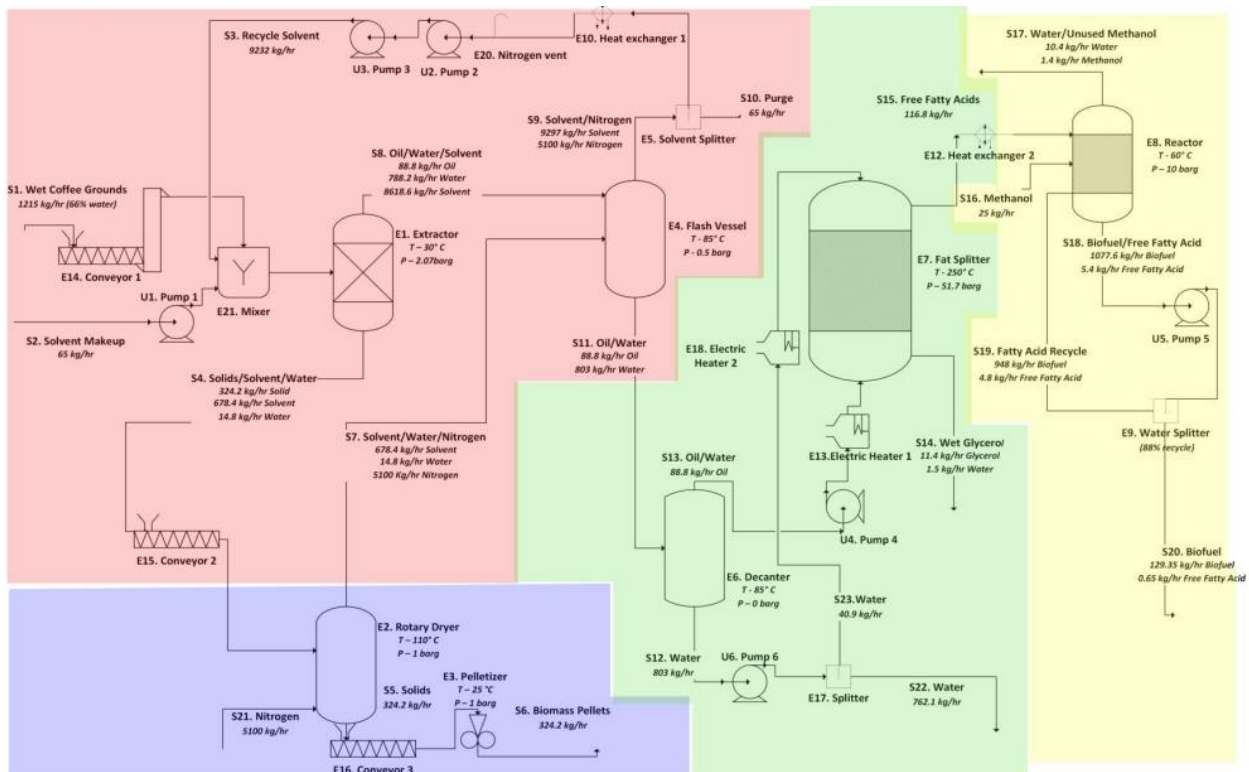 S3. Recycle Solvent
9232 kg/hr
U3. Pump 3
U2. Pump 2
E20. Nitrogen vent
E10. Heat exchanger 1
S10. Purge
65 kg/hr
E5. Solvent Splitter
S9. Solvent/Nitrogen
9297 kg/hr Solvent
5100 kg/hr Nitrogen
S8. Oil/Water/Solvent
88.8 kg/hr Oil
788.2 kg/hr Water
8618.6 kg/hr Solvent
S1. Wet Coffee Grounds
1215 kg/hr (66% water)
E14. Conveyor 1
U1. Pump 1
E21. Mixer
S2. Solvent Makeup
65 kg/hr
E1. Extractor
T – 30° C
P – 2.07barg
E4. Flash Vessel
T - 85° C
P - 0.5 barg
S4. Solids/Solvent/Water
324.2 kg/hr Solid
678.4 kg/hr Solvent
14.8 kg/hr Water
S7. Solvent/Water/Nitrogen
678.4 kg/hr Solvent
14.8 kg/hr Water
5100 Kg/hr Nitrogen
S11. Oil/Water
88.8 kg/hr Oil
803 kg/hr Water
E15. Conveyor 2
E2. Rotary Dryer
T – 110° C
P – 1 barg
S5. Solids
324.2 kg/hr
S21. Nitrogen
5100 kg/hr
E16. Conveyor 3
E3. Pelletizer
T – 25 °C
P – 1 barg
S6. Biomass Pellets
324.2 kg/hr
S15. Free Fatty Acids
116.8 kg/hr
E12. Heat exchanger 2
E7. Fat Splitter
T - 250° C
P – 51.7 barg
E18. Electric
Heater 2
E13.Electric Heater 1
S14. Wet Glycerol
11.4 kg/hr Glycerol
1.5 kg/hr Water
S13. Oil/Water
88.8 kg/hr Oil
U4. Pump 4
E6. Decanter
T - 85° C
P – 0 barg
S23.Water
40.9 kg/hr
S12. Water
803 kg/hr
U6. Pump 6
E17. Splitter
S22. Water
762.1 kg/hr
S17. Water/Unused Methanol
10.4 kg/hr Water
1.4 kg/hr Methanol
E8. Reactor
T - 60° C
P – 10 barg
S16. Methanol
25 kg/hr
S18. Biofuel/Free Fatty Acid
1077.6 kg/hr Biofuel
5.4 kg/hr Free Fatty Acid
U5. Pump 5
S19. Fatty Acid Recycle
948 kg/hr Biofuel
4.8 kg/hr Free Fatty Acid
E9. Water Splitter
(88% recycle)
S20. Biofuel
129.35 kg/hr Biofuel
0.65 kg/hr Free Fatty Acid